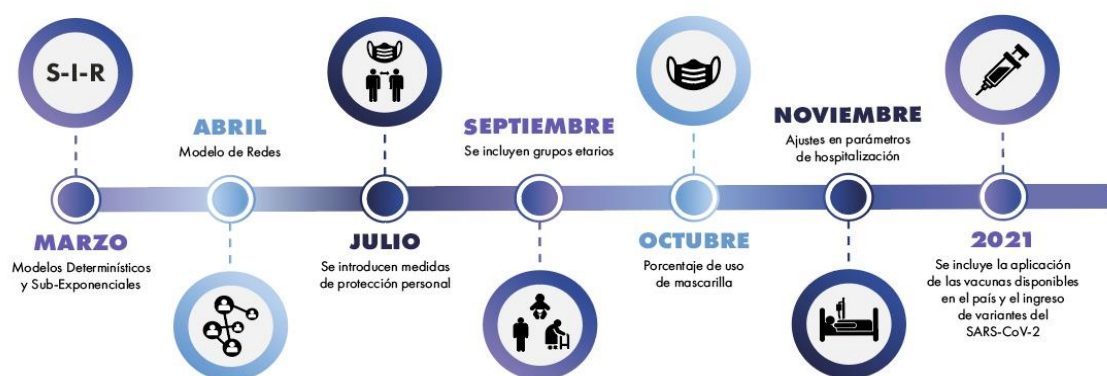 S-I-R
MARZO
Modelos Determinísticos
y Sub-Exponenciales
ABRIL
Modelo de Redes
JULIO
Se introducen medidas
de protección personal
SEPTIEMBRE
Se incluyen grupos etarios
OCTUBRE
Porcentaje de uso
de mascarilla
NOVIEMBRE
Ajustes en parámetros
de hospitalización
2021
Se incluye la aplicación
de las vacunas disponibles
en el país y el ingreso
de variantes del
SARS-CoV-2